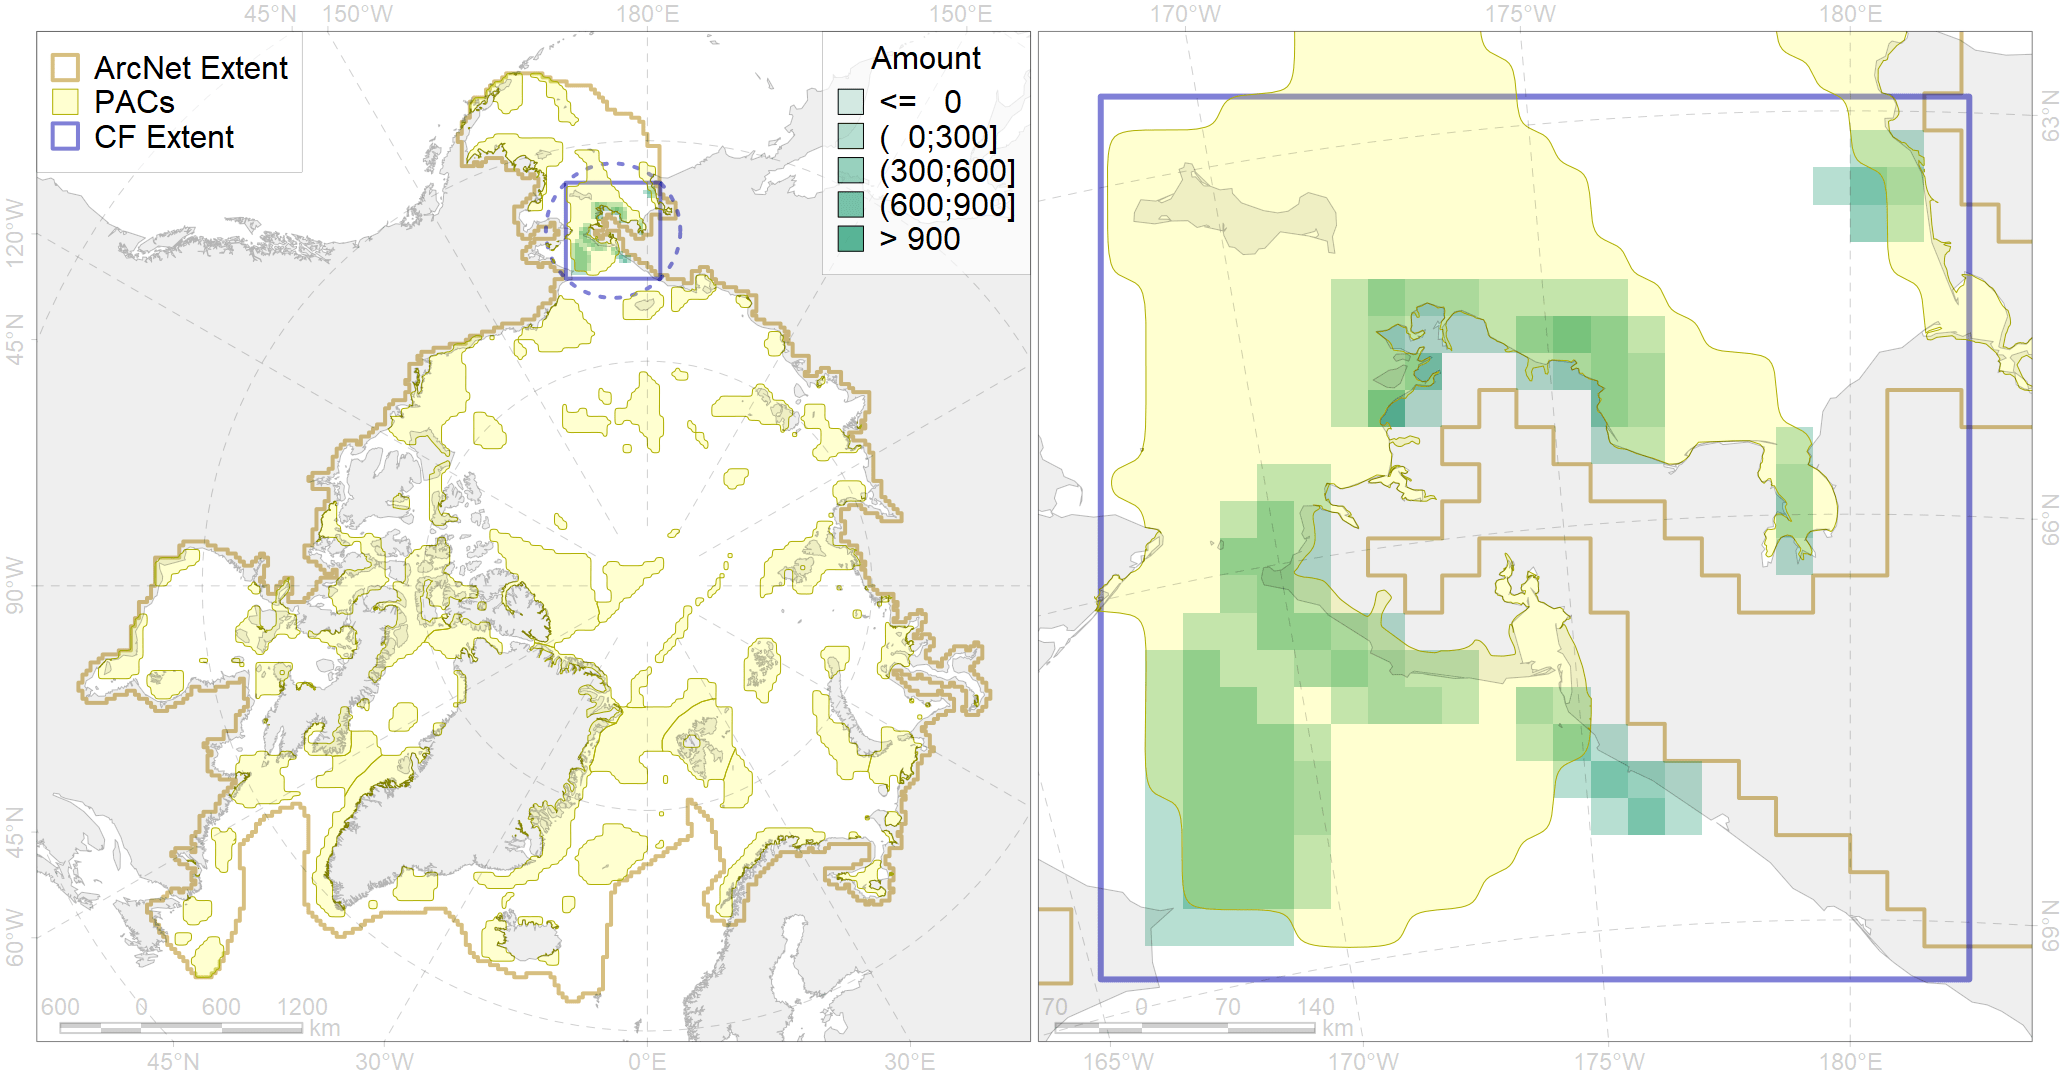 45°N 150°W 180°E 150°E 170°W 175°W 180°E
ArcNet Extent
PACs
CF Extent
Amount
<= 0
( 0;300]
(300;600]
(600;900]
> 900
120°W
45°N
90°W
45°N
60°W
63°N
66°N
69°N
600 0 600 1200
km
70 0 70 140
km
45°N 30°W 0°E 30°E 165°W 170°W 175°W 180°E